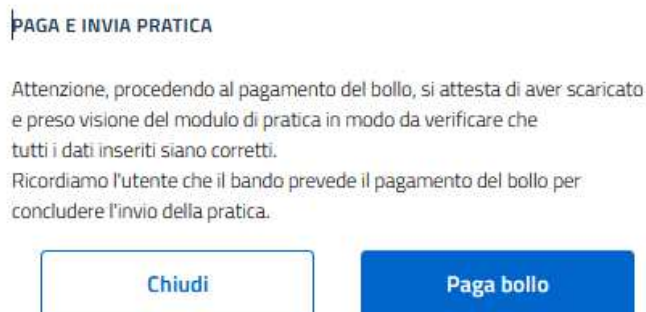 PAGA E INVIA PRATICA
Attenzione, procedendo al pagamento del bollo, si attesta di aver scaricato
e preso visione del modulo di pratica in modo da verificare che
tutti i dati inseriti siano corretti.
Ricordiamo l'utente che il bando prevede il pagamento del bollo per
concludere l'invio della pratica.
Chiudi
Paga bollo